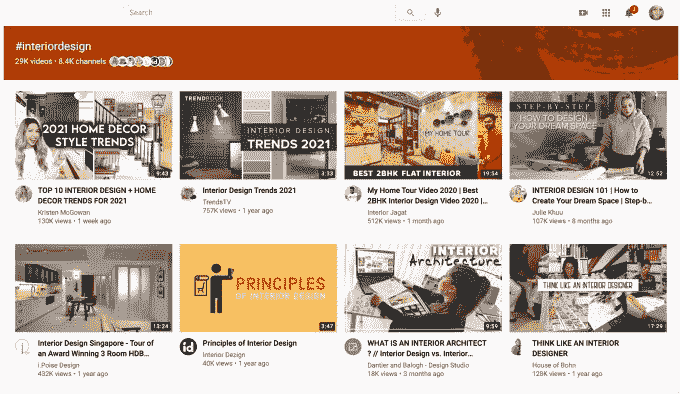 Search
#interiordesign
29K videos • 8.4K channels
2021 HOME DECOR
STYLE TRENDS
9:43
TRENDBOOK
INTERIOR DESIGN
TRENDS 2021
3:33
MY HOME TOUR
BEST 2BHK FLAT INTERIOR
19:54
STEP-BY-STEP
HOW TO DESIGN
YOUR DREAM SPACE
12:52
TOP 10 INTERIOR DESIGN + HOME
DECOR TRENDS FOR 2021
Kristen McGowan
130K views • 1 week ago
Interior Design Trends 2021
TrendsTV
757K views • 1 year ago
My Home Tour Video 2020 | Best
2BHK Interior Design Video 2020 |...
Interior Jagat
512K views • 1 month ago
INTERIOR DESIGN 101 | How to
Create Your Dream Space | Step-b...
Julie Khuu
107K views • 8 months ago
13:24
PRINCIPLES
OF INTERIOR DESIGN
3:47
INTERIOR
Architecture
9:59
THINK LIKE AN INTERIOR DESIGNER
17:29
Interior Design Singapore - Tour of
an Award Winning 3 Room HDB...
I.Poise Design
432K views • 1 year ago
id
Principles of Interior Design
Interior Dezign
40K views • 1 year ago
WHAT IS AN INTERIOR ARCHITECT
? // Interior Design vs. Interior...
Dantier and Balogh - Design Studio
18K views • 3 months ago
THINK LIKE AN INTERIOR
DESIGNER
House of Bohn
128K views • 1 year ago